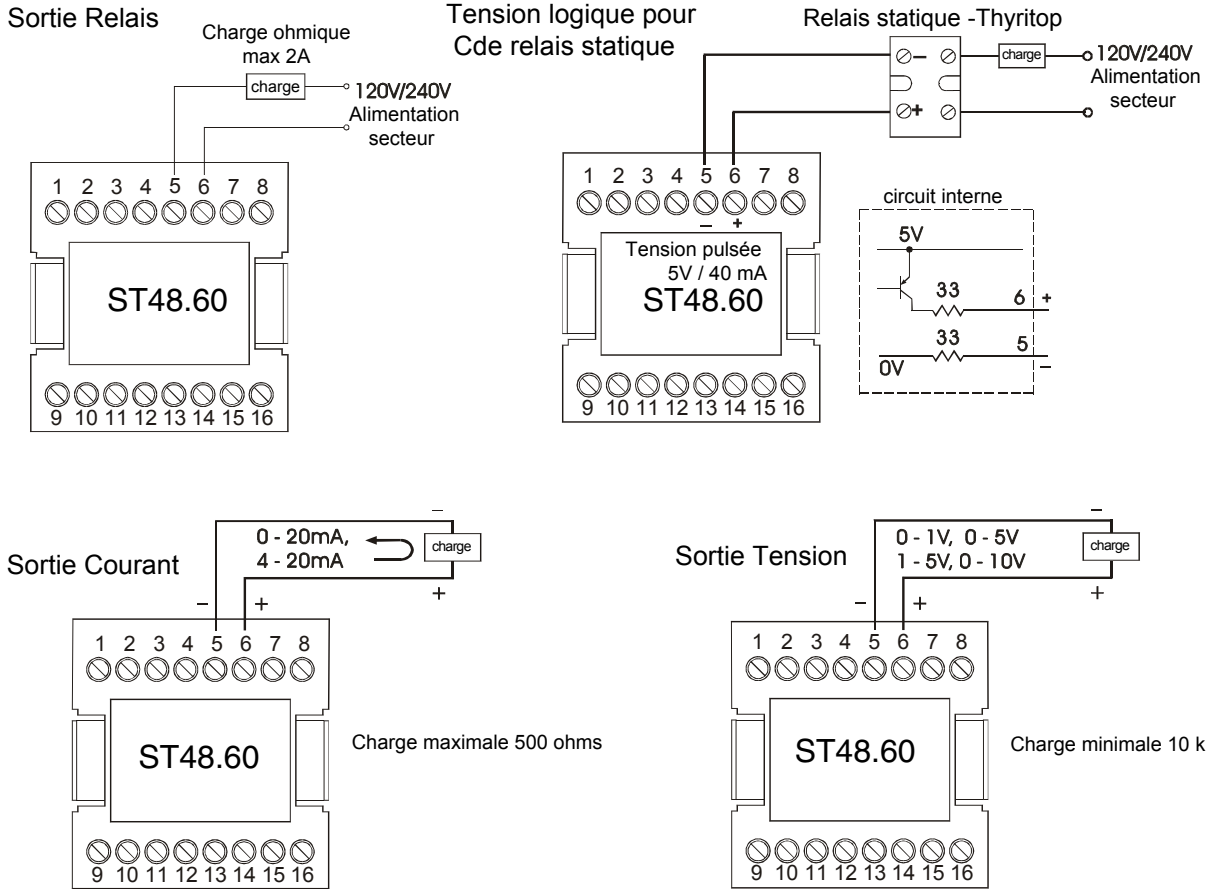 Sortie Relais
Charge ohmique
max 2A
charge
120V/240V
Alimentation
secteur
1 2 3 4 5 6 7 8
ST48.60
9 10 11 12 13 14 15 16
Tension logique pour
Cde relais statique
Relais statique -Thyritop
–
+
charge
120V/240V
Alimentation
secteur
1 2 3 4 5 6 7 8
– +
Tension pulsée
5V / 40 mA
ST48.60
9 10 11 12 13 14 15 16
circuit interne
5V
33 6 +
33 5
0V –
Sortie Courant
–
0 - 20mA,
4 - 20mA
charge
+
– +
1 2 3 4 5 6 7 8
ST48.60
Charge maximale 500 ohms
9 10 11 12 13 14 15 16
Sortie Tension
–
0 - 1V, 0 - 5V
1 - 5V, 0 - 10V
charge
+
– +
1 2 3 4 5 6 7 8
ST48.60
Charge minimale 10 k
9 10 11 12 13 14 15 16